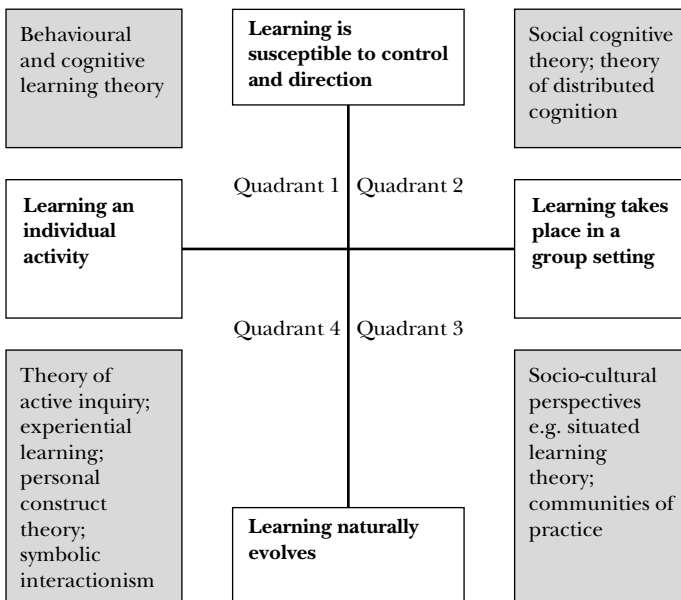 Behavioural
and cognitive
learning theory
Learning is
susceptible to control
and direction
Social cognitive
theory; theory
of distributed
cognition
Quadrant 1
Quadrant 2
Learning an
individual
activity
Learning takes
place in a
group setting
Quadrant 4
Quadrant 3
Theory of
active inquiry;
experiential
learning;
personal
construct
theory;
symbolic
interactionism
Learning naturally
evolves
Socio-cultural
perspectives
e.g. situated
learning
theory;
communities of
practice